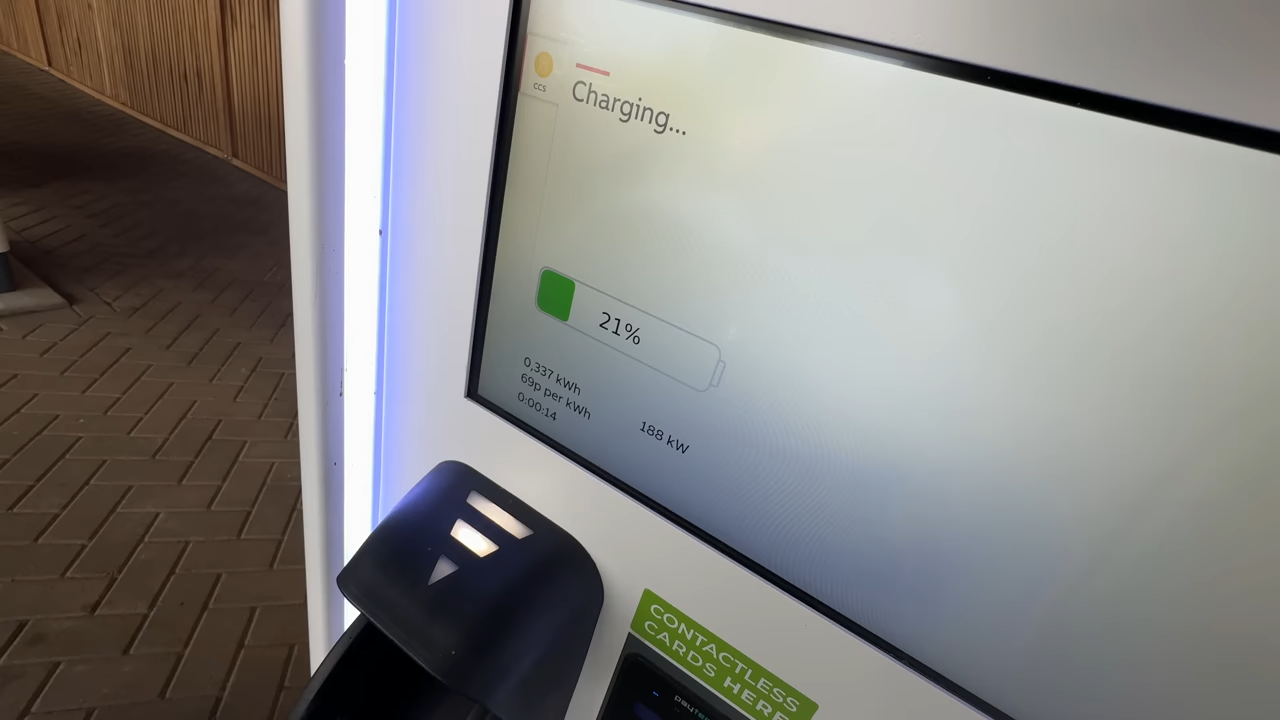 CCS
Charging...
21%
0,337 kWh
69p per kWh
0:00:14
188 kW
CONTACTLESS
CARDS HERE